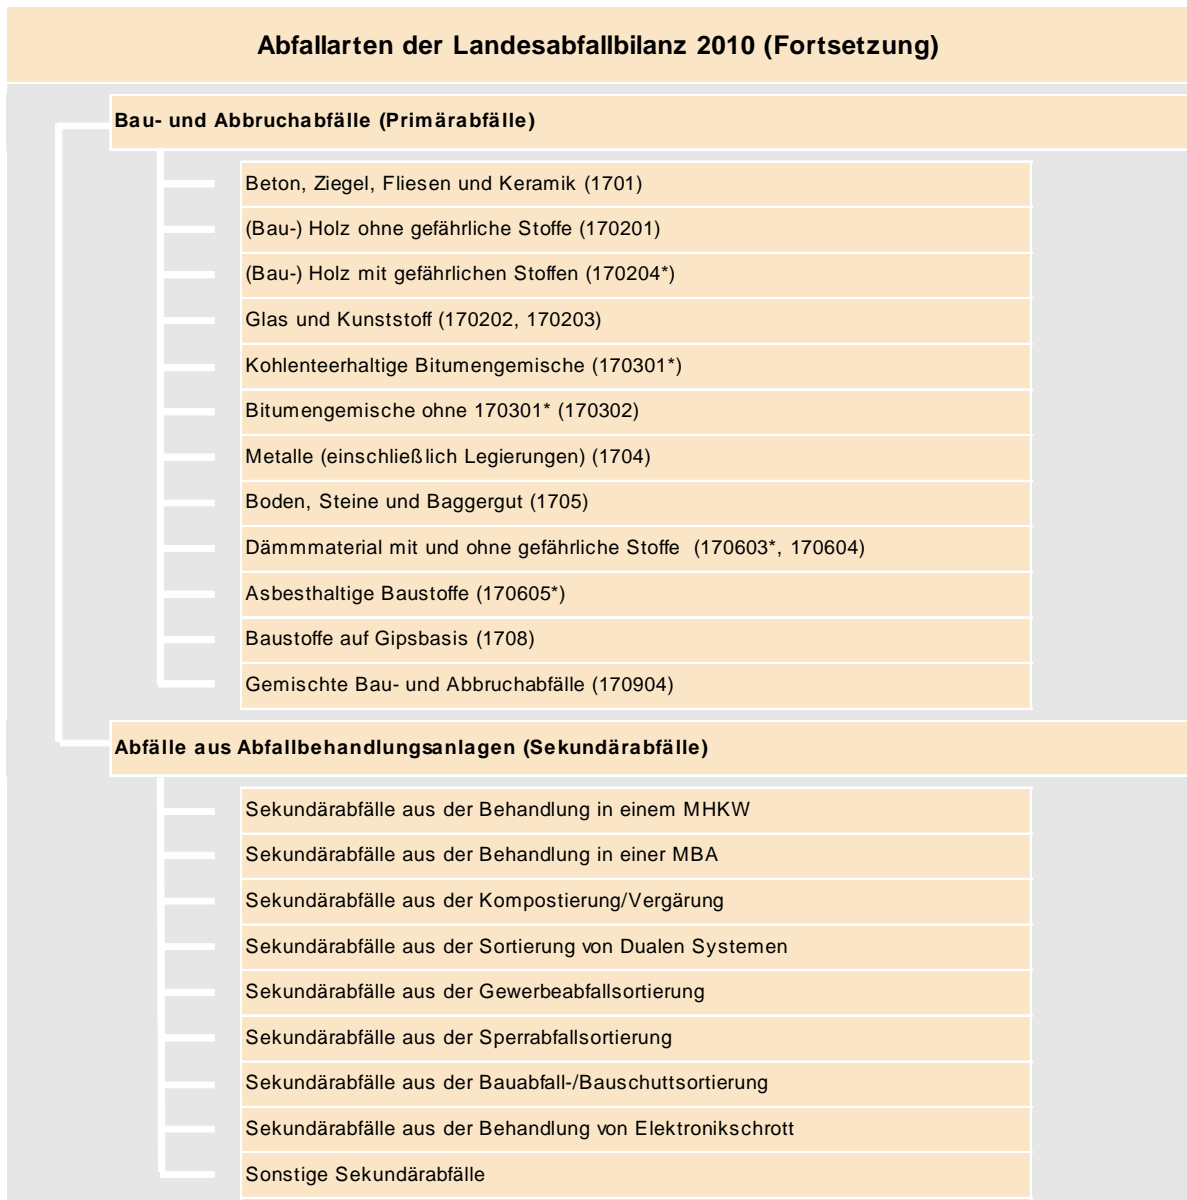 Abfallarten der Landesabfallbilanz 2010 (Fortsetzung)
Bau- und Abbruchabfälle (Primärabfälle)
Beton, Ziegel, Fliesen und Keramik (1701)
(Bau-) Holz ohne gefährliche Stoffe (170201)
(Bau-) Holz mit gefährlichen Stoffen (170204*)
Glas und Kunststoff (170202, 170203)
Kohlenteerhaltige Bitumengemische (170301*)
Bitumengemische ohne 170301* (170302)
Metalle (einschließlich Legierungen) (1704)
Boden, Steine und Baggergut (1705)
Dämmmaterial mit und ohne gefährliche Stoffe (170603*, 170604)
Asbesthaltige Baustoffe (170605*)
Baustoffe auf Gipsbasis (1708)
Gemischte Bau- und Abbruchabfälle (170904)
Abfälle aus Abfallbehandlungsanlagen (Sekundärabfälle)
Sekundärabfälle aus der Behandlung in einem MHKW
Sekundärabfälle aus der Behandlung in einer MBA
Sekundärabfälle aus der Kompostierung/Vergärung
Sekundärabfälle aus der Sortierung von Dualen Systemen
Sekundärabfälle aus der Gewerbeabfallsortierung
Sekundärabfälle aus der Sperrabfallsortierung
Sekundärabfälle aus der Bauabfall-/Bauschuttsortierung
Sekundärabfälle aus der Behandlung von Elektronikschrott
Sonstige Sekundärabfälle